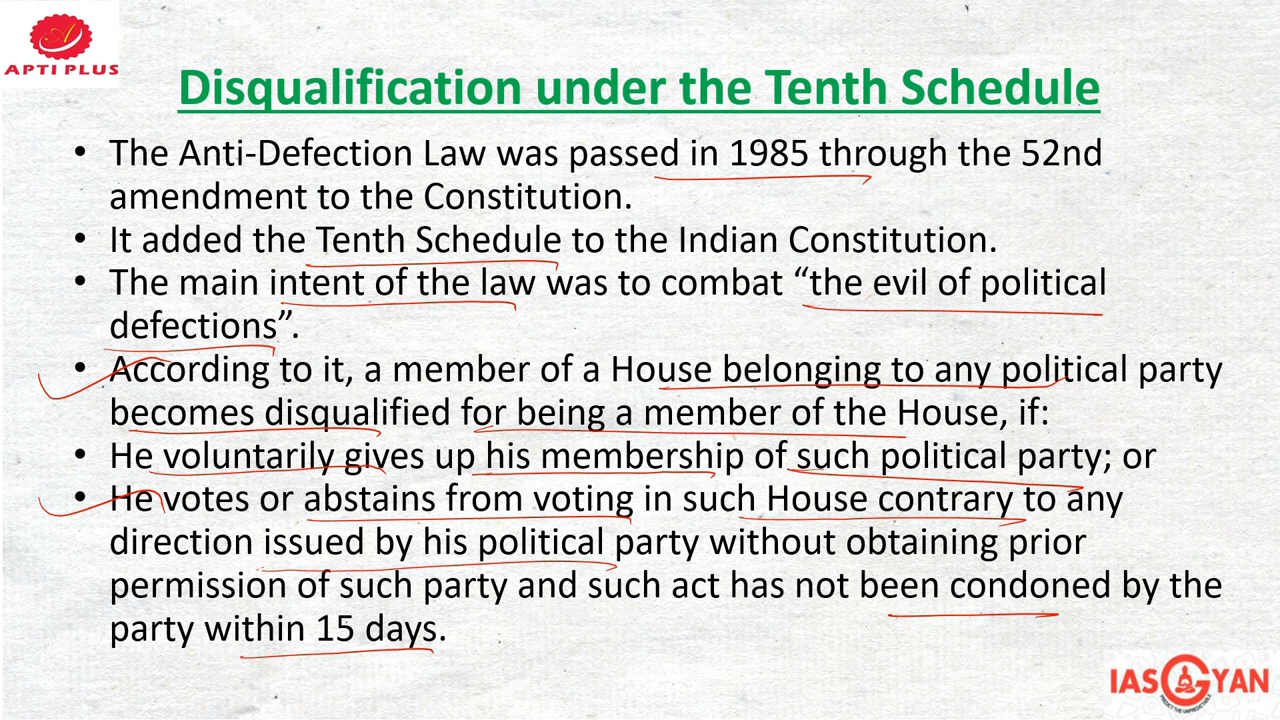 APTI PLUS
Disqualification under the Tenth Schedule
• The Anti-Defection Law was passed in 1985 through the 52nd
amendment to the Constitution.
• It added the Tenth Schedule to the Indian Constitution.
• The main intent of the law was to combat “the evil of political
defections”.
• According to it, a member of a House belonging to any political party
becomes disqualified for being a member of the House, if:
• He voluntarily gives up his membership of such political party; or
• He votes or abstains from voting in such House contrary to any
direction issued by his political party without obtaining prior
permission of such party and such act has not been condoned by the
party within 15 days.
IAS GYAN
PREDICT THE UNPREDICTABLE